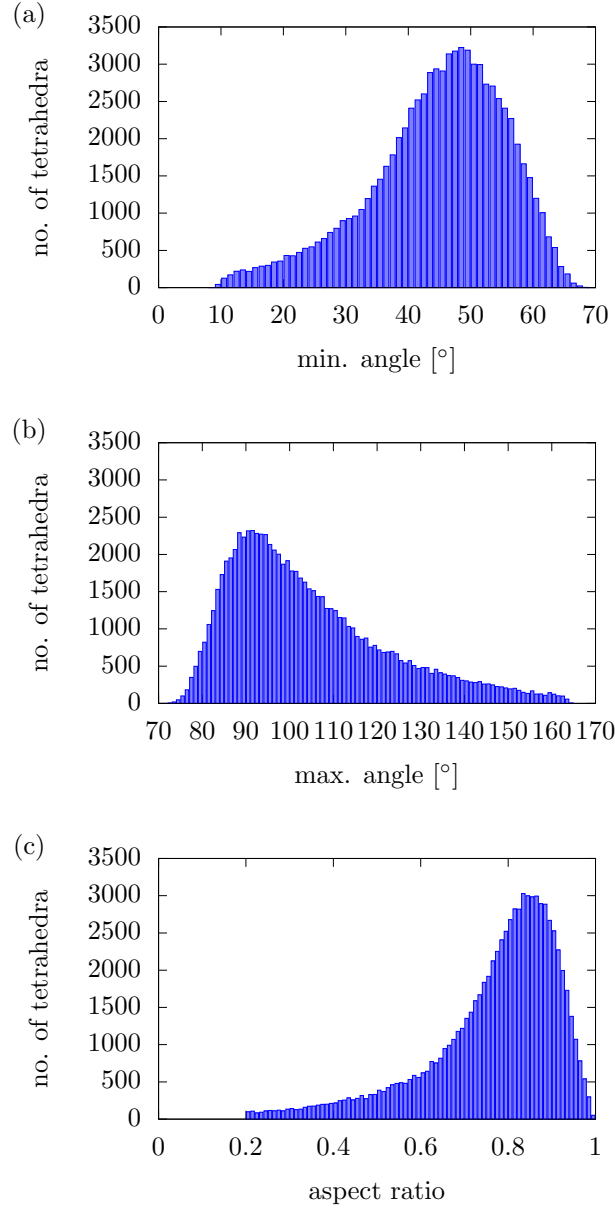 (a)
no. of tetrahedra
3500
3000
2500
2000
1500
1000
500
0
0 10 20 30 40 50 60 70
min. angle [°]
(b)
no. of tetrahedra
3500
3000
2500
2000
1500
1000
500
0
70 80 90 100 110 120 130 140 150 160 170
max. angle [°]
(c)
no. of tetrahedra
3500
3000
2500
2000
1500
1000
500
0
0 0.2 0.4 0.6 0.8 1
aspect ratio